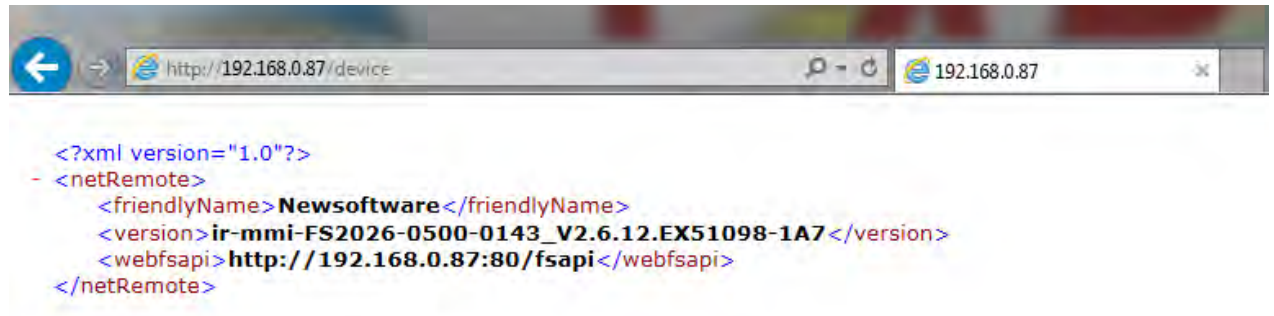 http://192.168.0.87/device
192.168.0.87
<?xml version="1.0"?>
- <netRemote>
<friendlyName>Newsoftware</friendlyName>
<version>ir-mmi-FS2026-0500-0143_V2.6.12.EX51098-1A7</version>
<webfsapi>http://192.168.0.87:80/fsapi</webfsapi>
</netRemote>